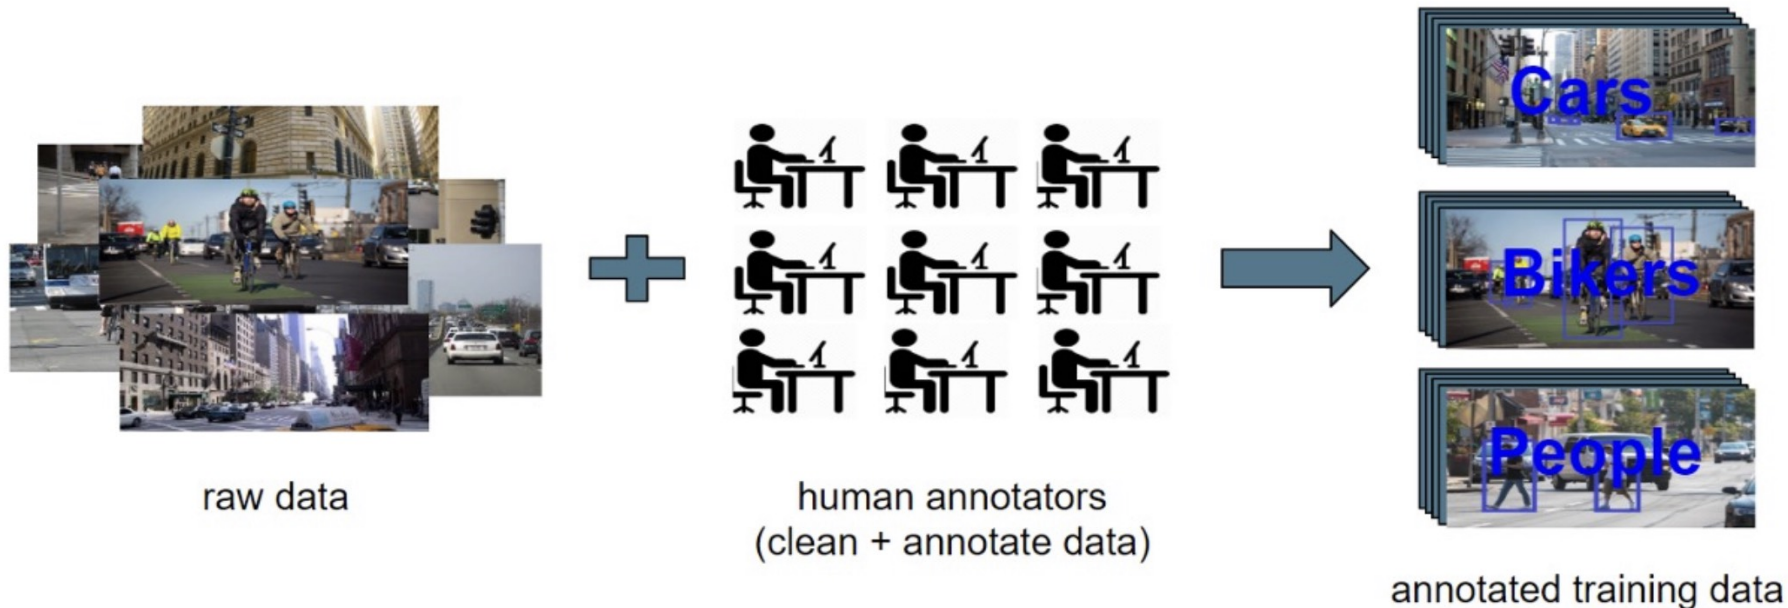 raw data
human annotators
(clean + annotate data)
Cars
Bikers
People
annotated training data